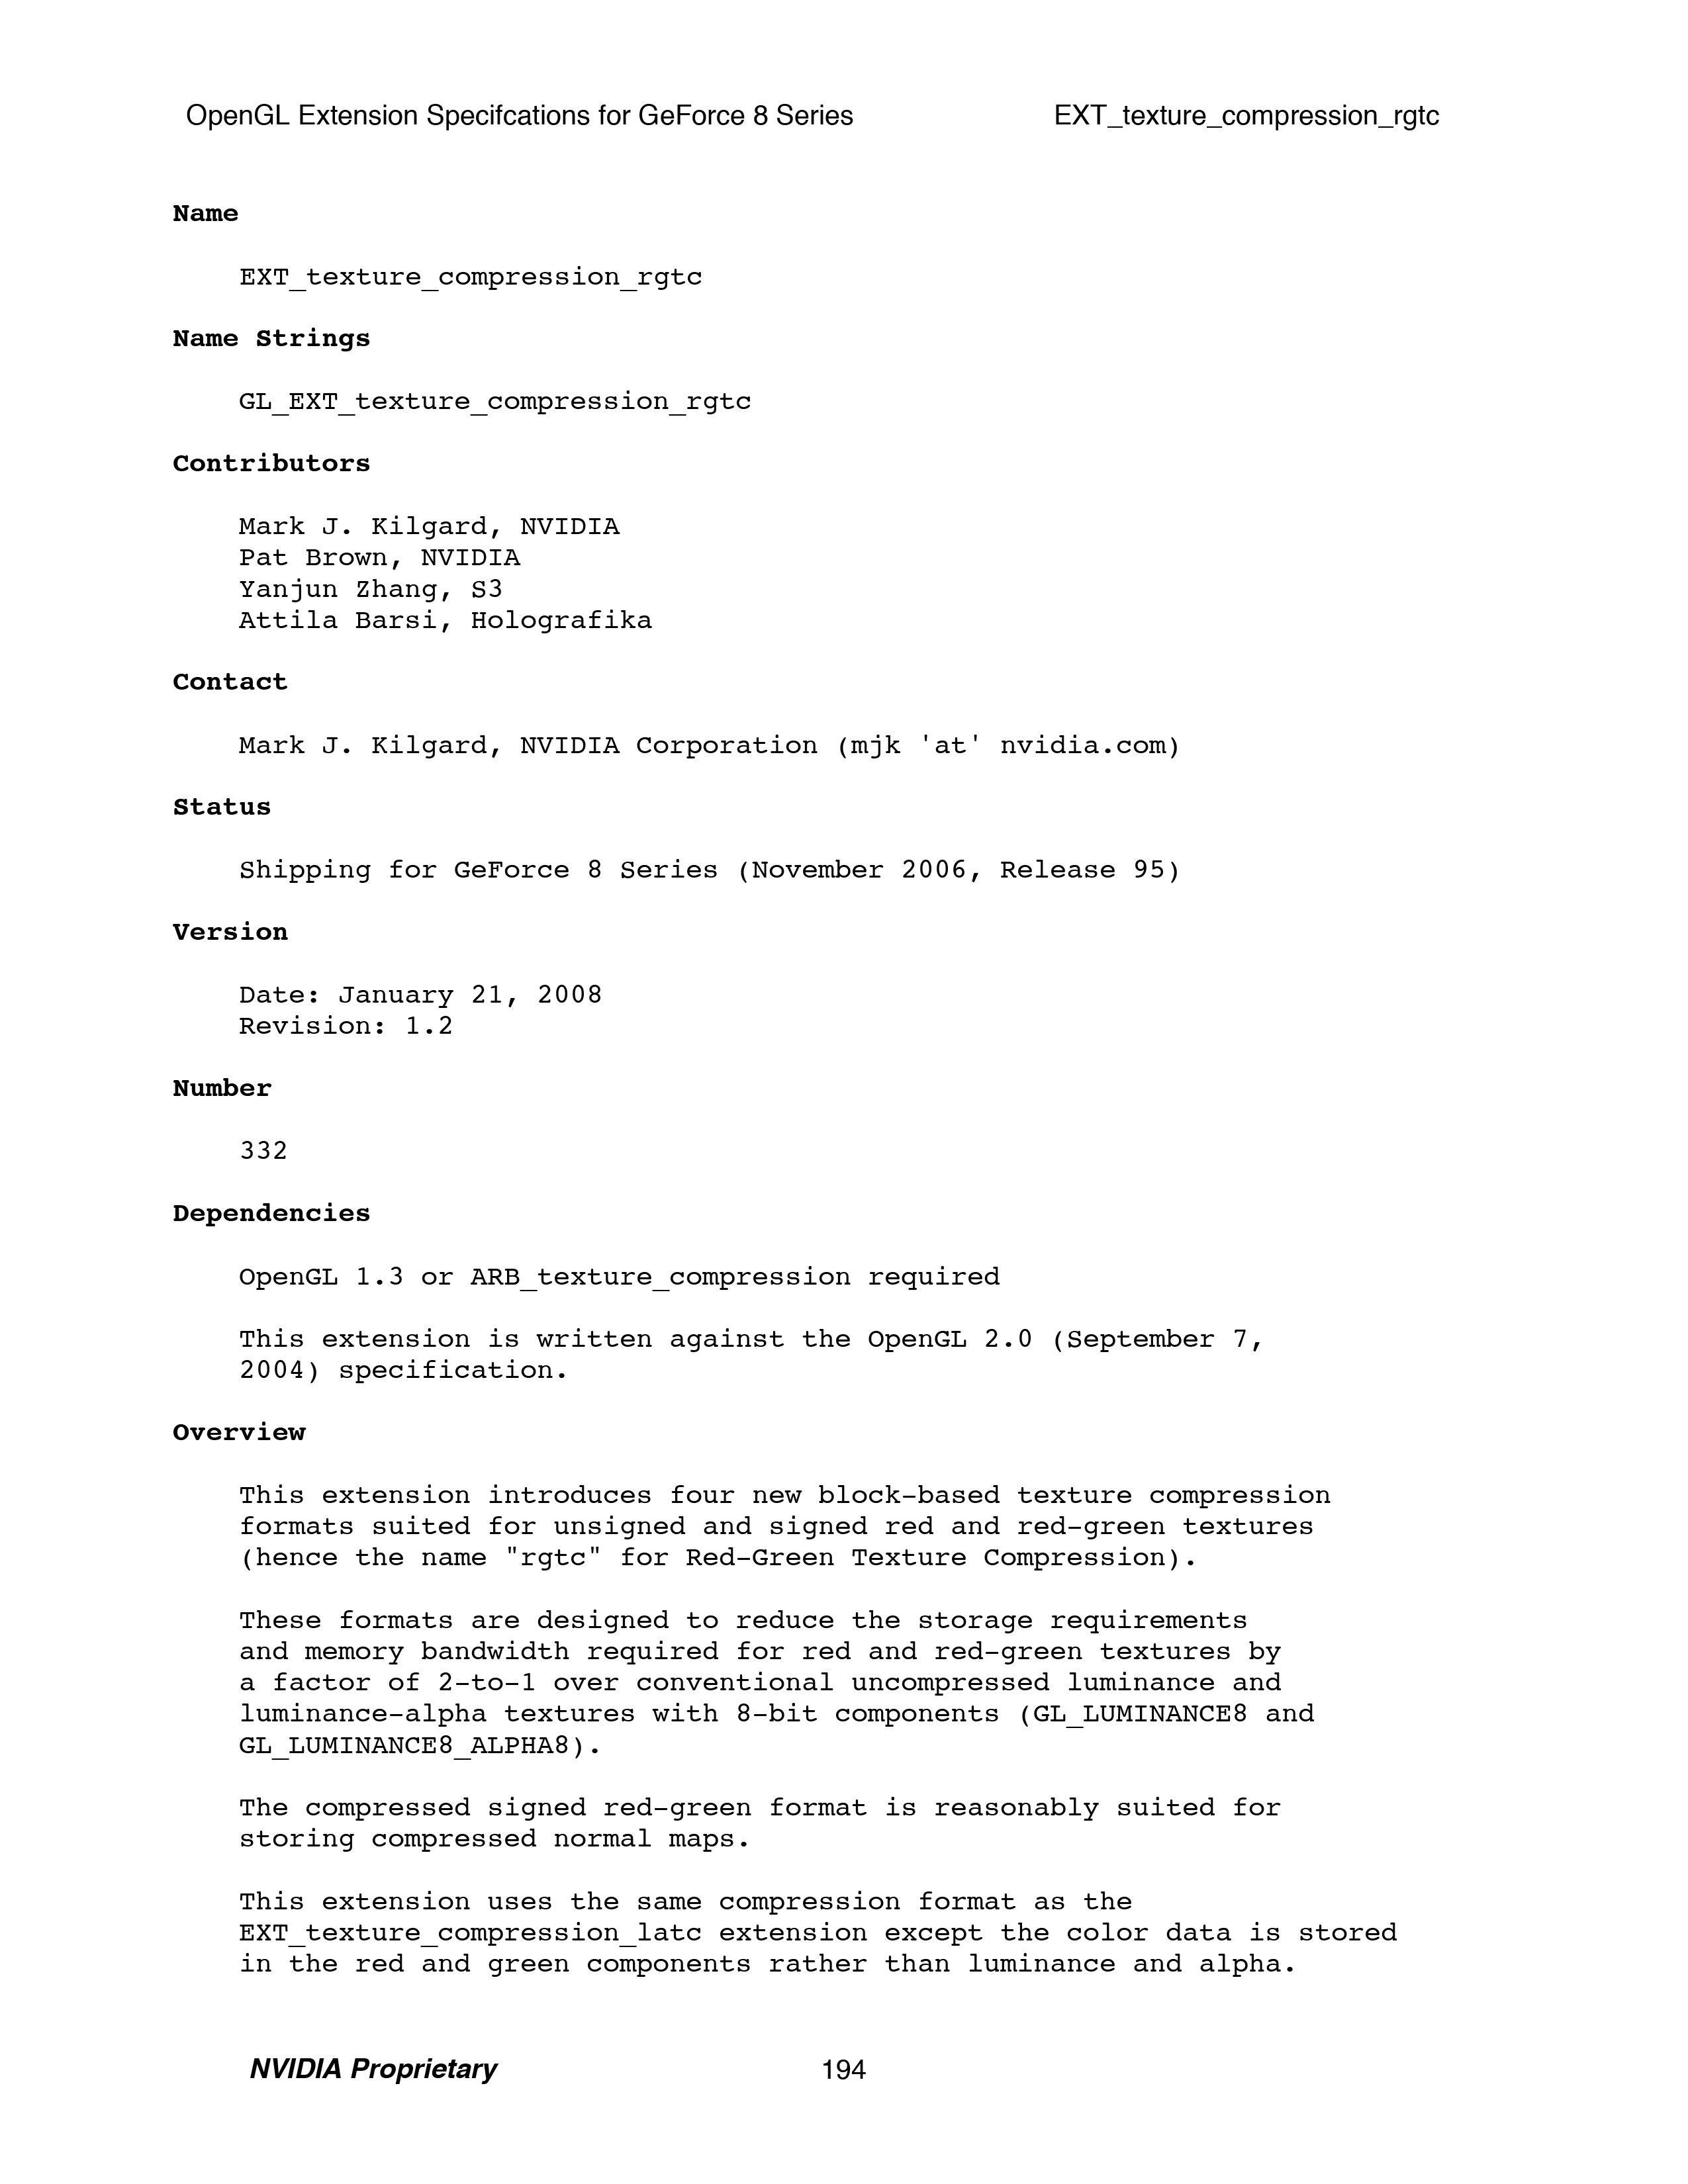 OpenGL Extension Specifcations for GeForce 8 Series EXT_texture_compression_rgtc
Name
EXT_texture_compression_rgtc
Name Strings
GL_EXT_texture_compression_rgtc
Contributors
Mark J. Kilgard, NVIDIA
Pat Brown, NVIDIA
Yanjun Zhang, S3
Attila Barsi, Holografika
Contact
Mark J. Kilgard, NVIDIA Corporation (mjk 'at' nvidia.com)
Status
Shipping for GeForce 8 Series (November 2006, Release 95)
Version
Date: January 21, 2008
Revision: 1.2
Number
332
Dependencies
OpenGL 1.3 or ARB_texture_compression required
This extension is written against the OpenGL 2.0 (September 7,
2004) specification.
Overview
This extension introduces four new block-based texture compression
formats suited for unsigned and signed red and red-green textures
(hence the name "rgtc" for Red-Green Texture Compression).
These formats are designed to reduce the storage requirements
and memory bandwidth required for red and red-green textures by
a factor of 2-to-1 over conventional uncompressed luminance and
luminance-alpha textures with 8-bit components (GL_LUMINANCE8 and
GL_LUMINANCE8_ALPHA8).
The compressed signed red-green format is reasonably suited for
storing compressed normal maps.
This extension uses the same compression format as the
EXT_texture_compression_latc extension except the color data is stored
in the red and green components rather than luminance and alpha.
NVIDIA Proprietary 194